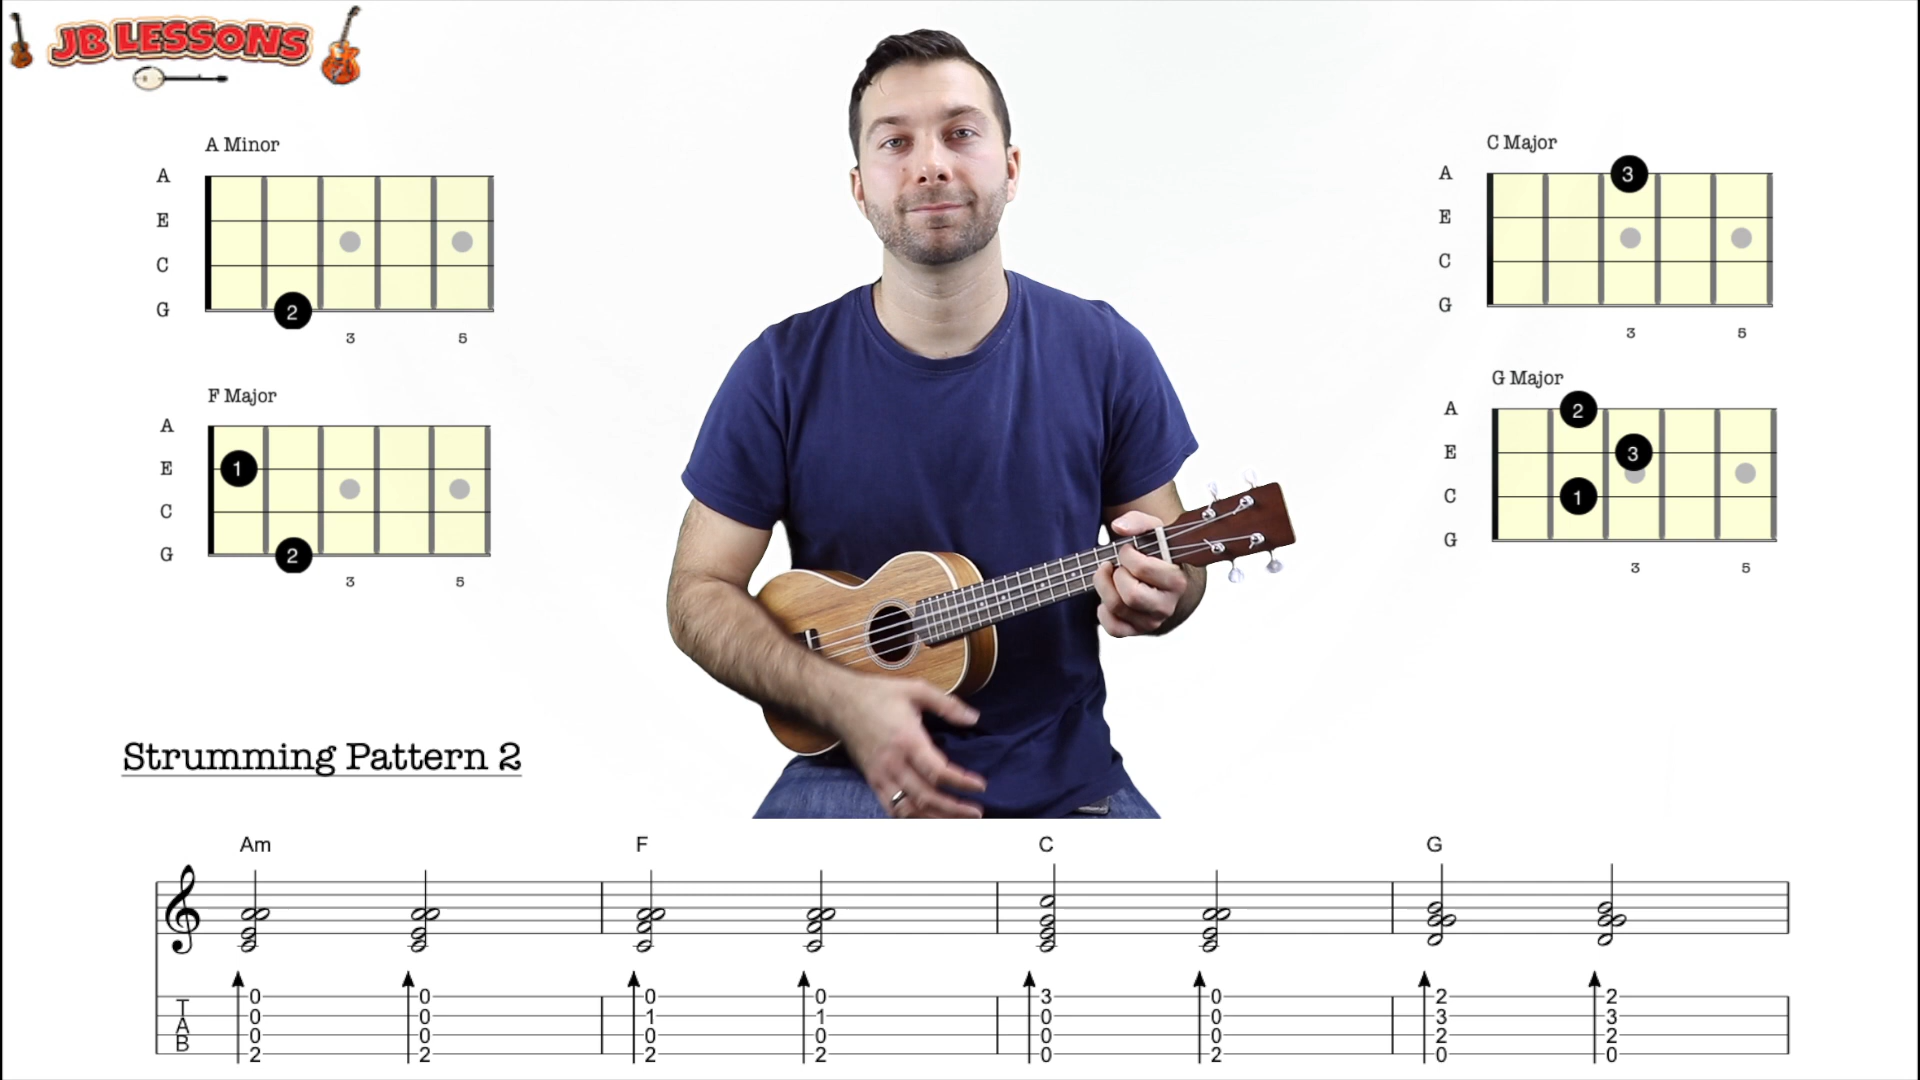 JB LESSONS
A Minor
A
E
C
G 2
3 5
F Major
A
E 1
C
G 2
3 5
C Major
A 3
E
C
G
3 5
G Major
A 2
E 3
C 1
G
3 5
Strumming Pattern 2
Am F C G
T
A
B
0 0 0 0 3 0 2 2
0 0 1 1 0 0 3 3
0 0 0 0 0 0 2 2
2 2 2 2 0 2 0 0